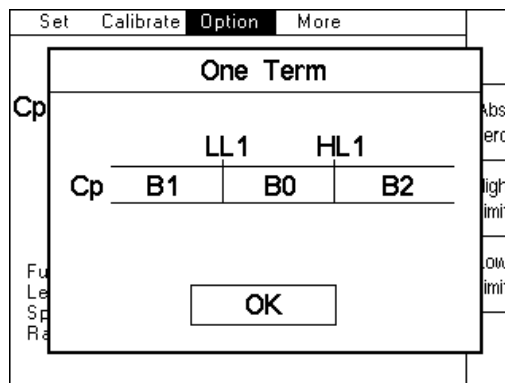 Set Calibrate Option More
One Term
Cp
LL1 HL1
Cp B1 B0 B2
OK